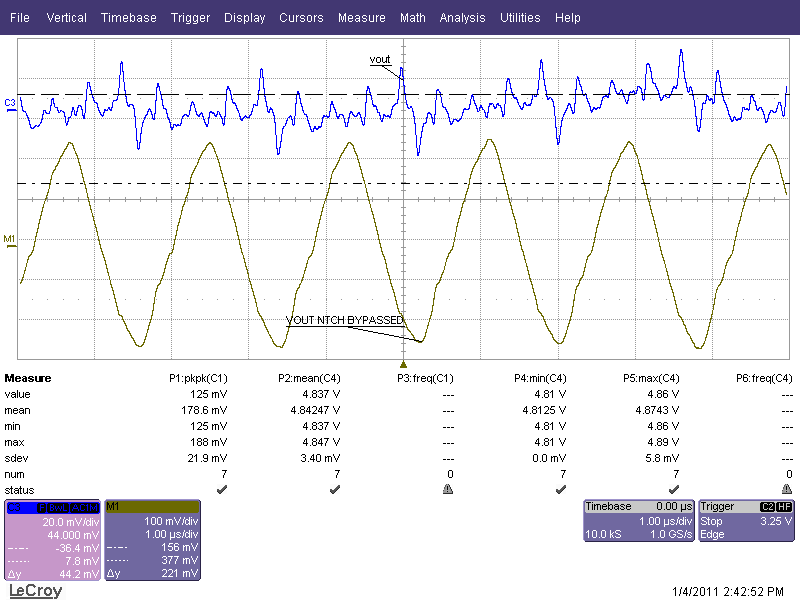 File Vertical Timebase Trigger Display Cursors Measure Math Analysis Utilities Help
vout
C3
M1
VOUT NTCH BYPASSED
Measure P1:pkpk(C1) P2:mean(C4) P3:freq(C1) P4:min(C4) P5:max(C4) P6:freq(C4)
value 125 mV 4.837 V --- 4.81 V 4.86 V ---
mean 178.6 mV 4.84247 V --- 4.8125 V 4.8743 V ---
min 125 mV 4.837 V --- 4.81 V 4.86 V ---
max 188 mV 4.847 V --- 4.81 V 4.89 V ---
sdev 21.9 mV 3.40 mV --- 0.0 mV 5.8 mV ---
num 7 7 0 7 7 0
status
C3 M1 Timebase 0.00 µs Trigger C2 HF
20.0 mV/div 100 mV/div 1.00 µs/div Stop 3.25 V
44.000 mV 1.00 µs/div 10.0 kS 1.0 GS/s Edge
-36.4 mV 156 mV
7.8 mV 377 mV
Δy 44.2 mV Δy 221 mV
LeCroy 1/4/2011 2:42:52 PM